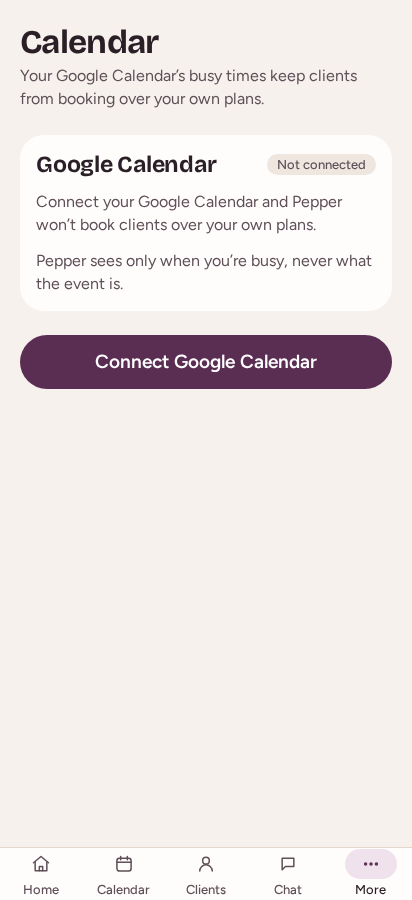 Calendar
Your Google Calendar’s busy times keep clients
from booking over your own plans.
Google Calendar
Not connected
Connect your Google Calendar and Pepper
won’t book clients over your own plans.
Pepper sees only when you’re busy, never what
the event is.
Connect Google Calendar
Home
Calendar
Clients
Chat
More